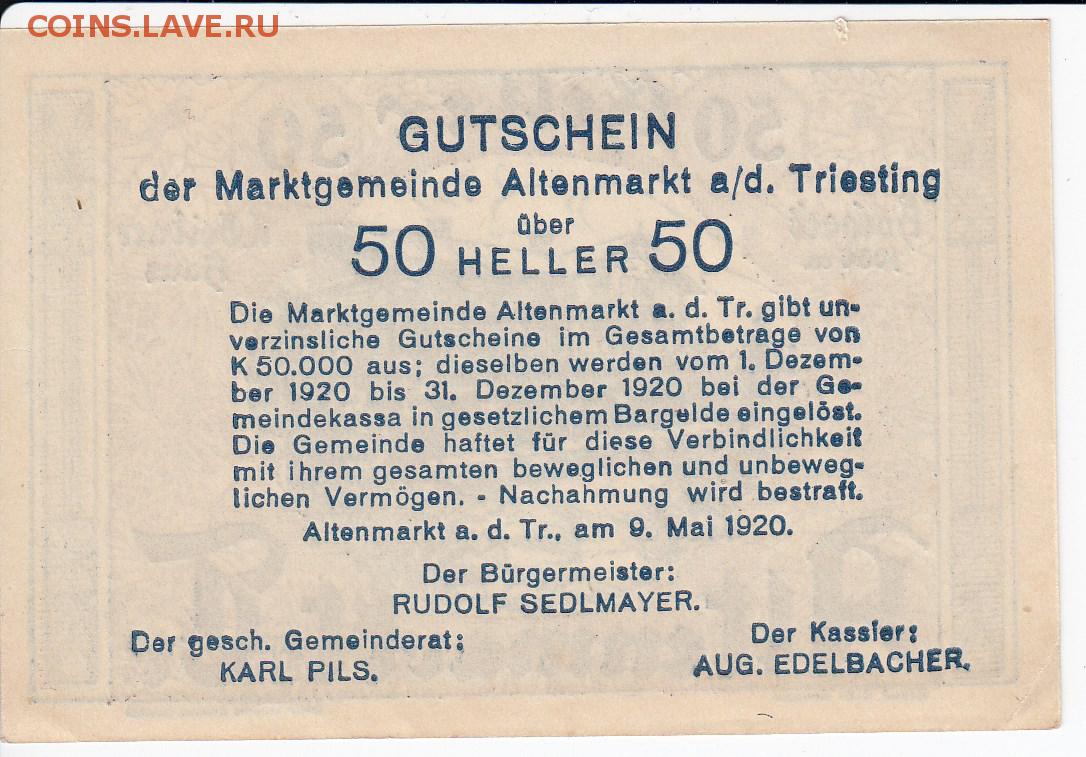 COINS.LAVE.RU
GUTSCHEIN
der Marktgemeinde Altenmarkt a/d. Triesting
über
50 HELLER 50
Die Marktgemeinde Altenmarkt a. d. Tr. gibt un-
verzinsliche Gutscheine im Gesamtbetrage von
K 50.000 aus; dieselben werden vom 1. Dezem-
ber 1920 bis 31. Dezember 1920 bei der Ge-
meindekassa in gesetzlichem Bargelde eingelöst.
Die Gemeinde haftet für diese Verbindlichkeit
mit ihrem gesamten beweglichen und unbeweg-
lichen Vermögen. - Nachahmung wird bestraft.
Altenmarkt a. d. Tr., am 9. Mai 1920.
Der Bürgermeister:
RUDOLF SEDLMAYER.
Der gesch. Gemeinderat:
KARL PILS.
Der Kassier:
AUG. EDELBACHER.